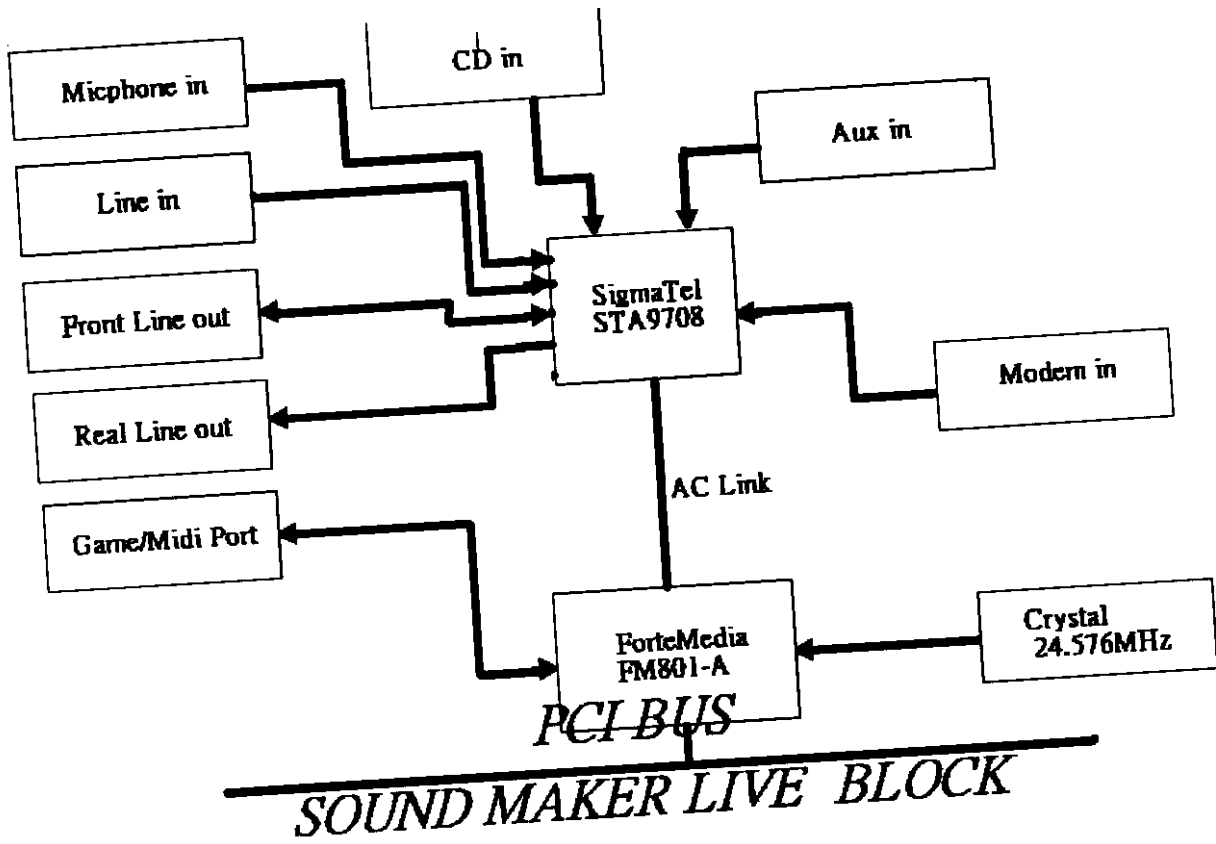 CD in
Micphone in
Aux in
Line in
SigmaTel
STA9708
Front Line out
Modem in
Real Line out
AC Link
Game/Midi Port
Crystal
24.576MHz
ForteMedia
FM801-A
PCI BUS
SOUND MAKER LIVE BLOCK